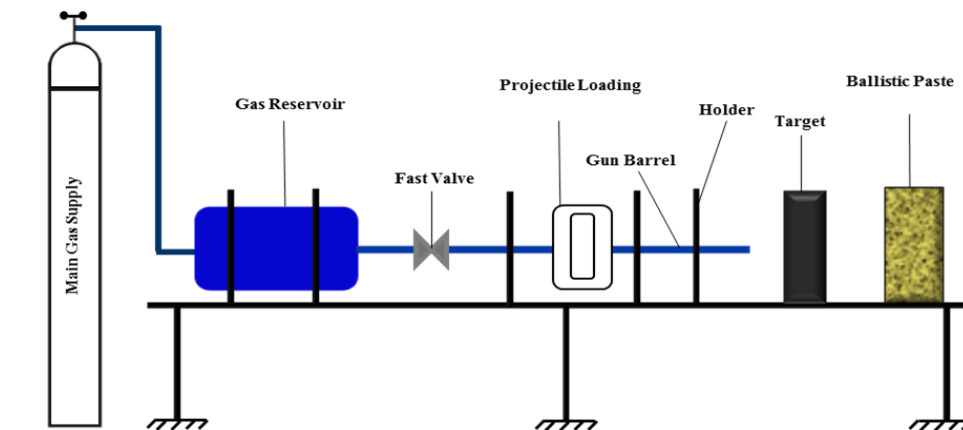 Main Gas Supply
Gas Reservoir
Fast Valve
Projectile Loading
Gun Barrel
Holder
Target
Ballistic Paste